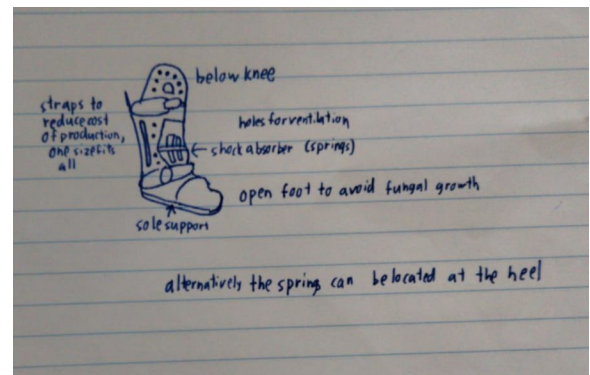 below knee
straps to
reduce cost
of production,
one size fits
all
holes for ventilation
shock absorber (springs)
open foot to avoid fungal growth
sole support
alternatively the spring can be located at the heel